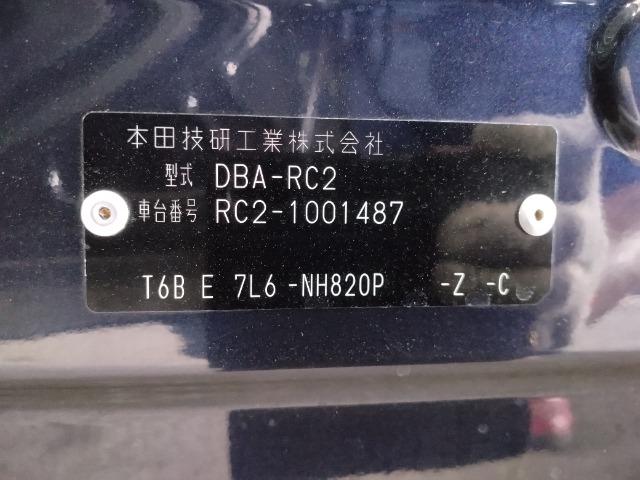 本田技研工業株式会社
型式 DBA-RC2
車台番号 RC2-1001487
T6B E 7L6 -NH820P -Z -C